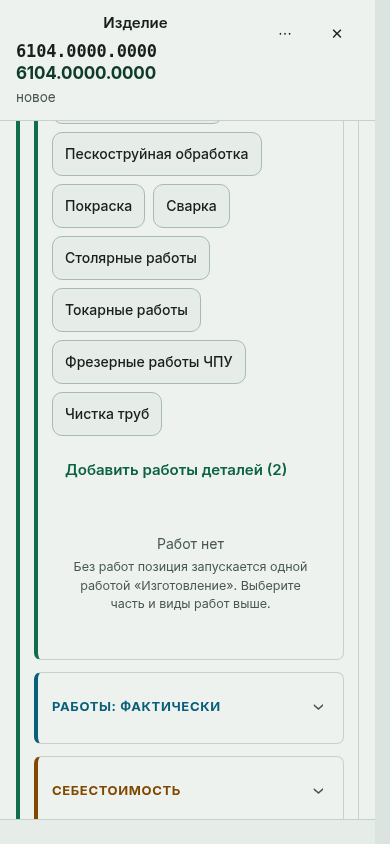 Изделие
6104.0000.0000
6104.0000.0000
новое
Пескоструйная обработка
Покраска
Сварка
Столярные работы
Токарные работы
Фрезерные работы ЧПУ
Чистка труб
Добавить работы деталей (2)
Работ нет
Без работ позиция запускается одной
работой «Изготовление». Выберите
часть и виды работ выше.
РАБОТЫ: ФАКТИЧЕСКИ
СЕБЕСТОИМОСТЬ